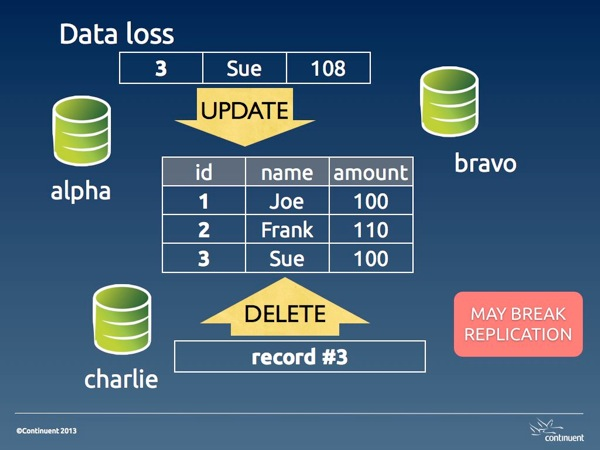 Data loss
3 Sue 108
UPDATE
alpha
bravo
id name amount
1 Joe 100
2 Frank 110
3 Sue 100
DELETE
record #3
MAY BREAK
REPLICATION
charlie
©Continuent 2013
continuent